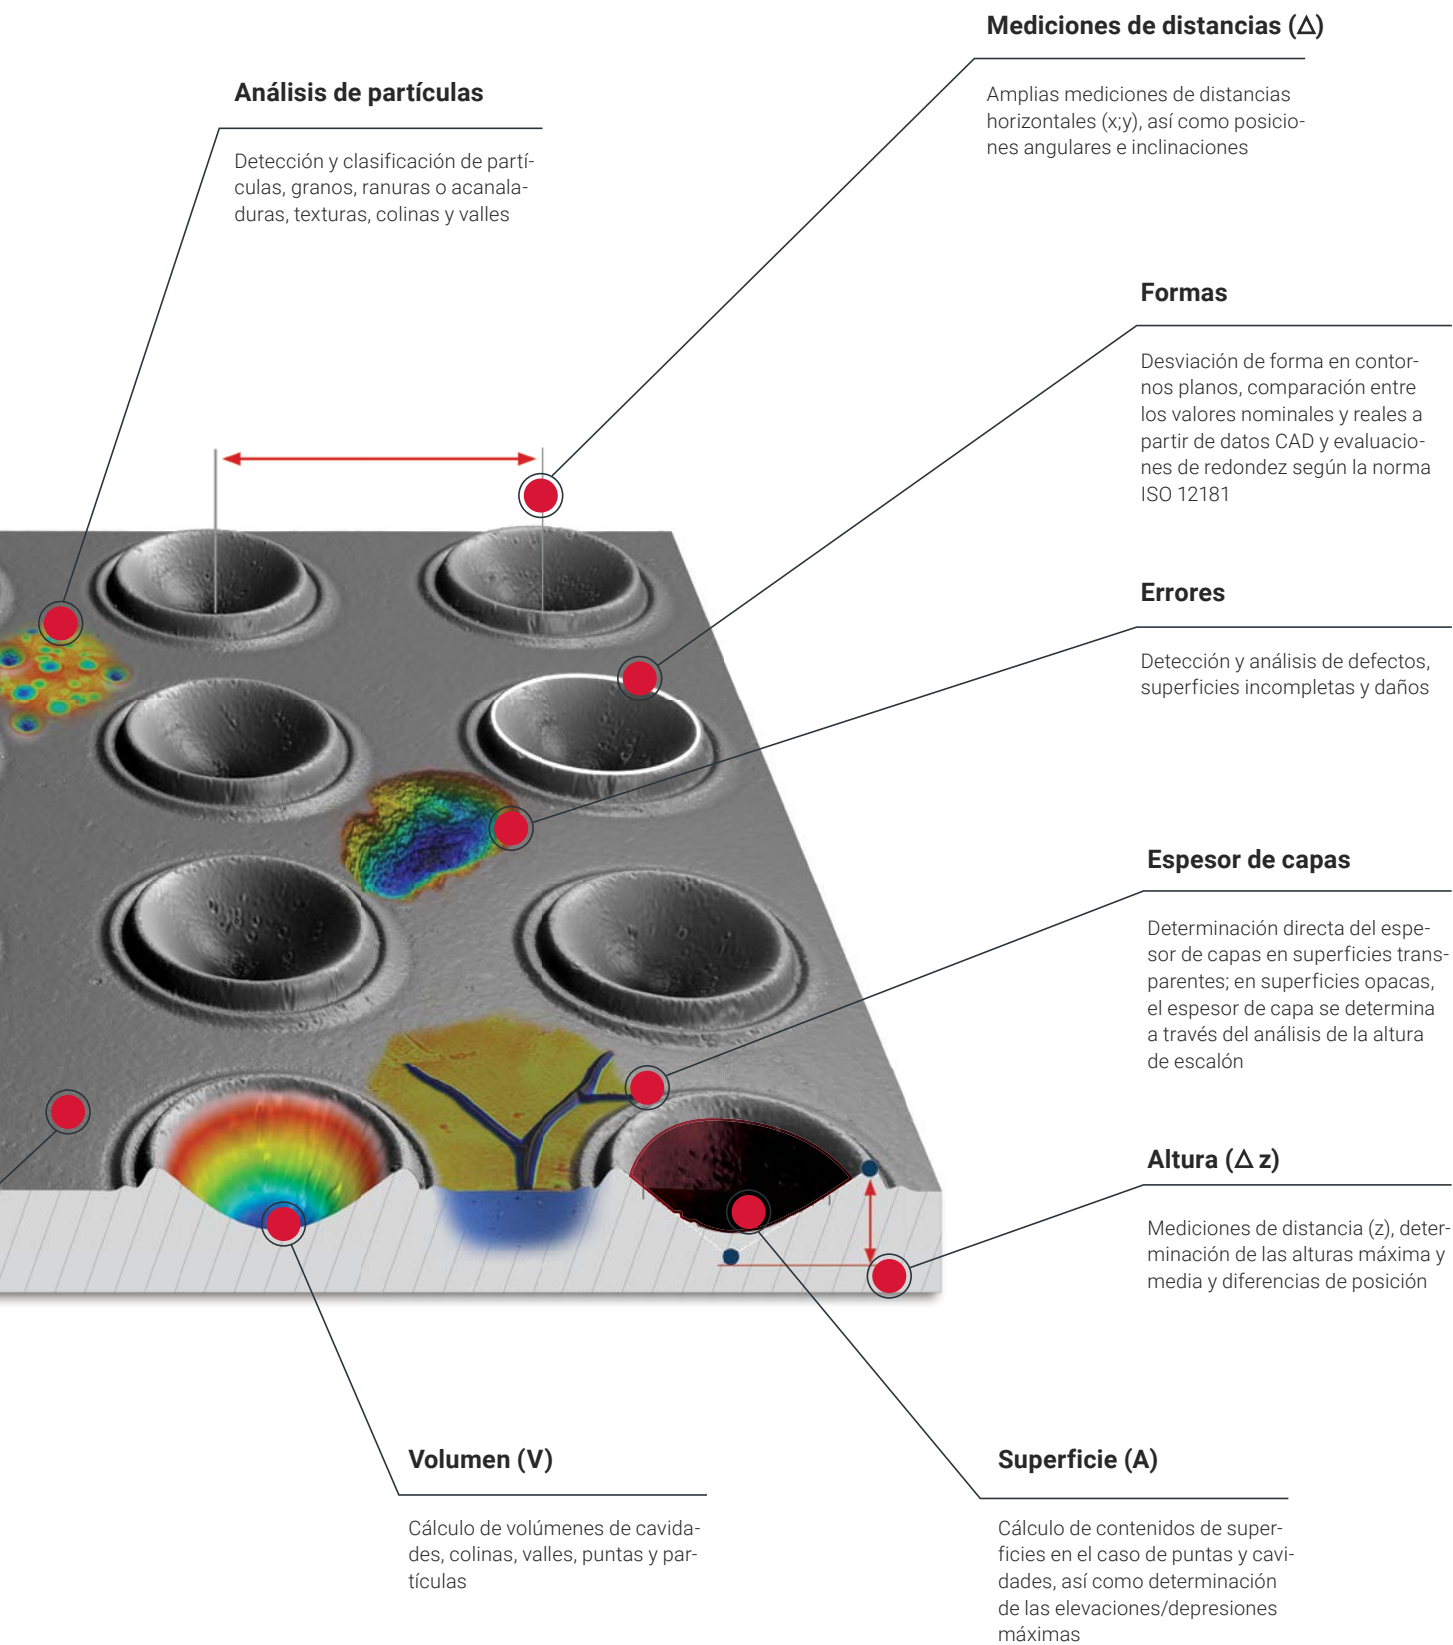 Mediciones de distancias (Δ)
Amplias mediciones de distancias
horizontales (x;y), así como posicio-
nes angulares e inclinaciones
Análisis de partículas
Detección y clasificación de partí-
culas, granos, ranuras o acanala-
duras, texturas, colinas y valles
Formas
Desviación de forma en contor-
nos planos, comparación entre
los valores nominales y reales a
partir de datos CAD y evaluacio-
nes de redondez según la norma
ISO 12181
Errores
Detección y análisis de defectos,
superficies incompletas y daños
Espesor de capas
Determinación directa del espe-
sor de capas en superficies trans-
parentes; en superficies opacas,
el espesor de capa se determina
a través del análisis de la altura
de escalón
Altura (Δ z)
Mediciones de distancia (z), deter-
minación de las alturas máxima y
media y diferencias de posición
Volumen (V)
Cálculo de volúmenes de cavida-
des, colinas, valles, puntas y par-
tículas
Superficie (A)
Cálculo de contenidos de super-
ficies en el caso de puntas y cavi-
dades, así como determinación
de las elevaciones/depresiones
máximas